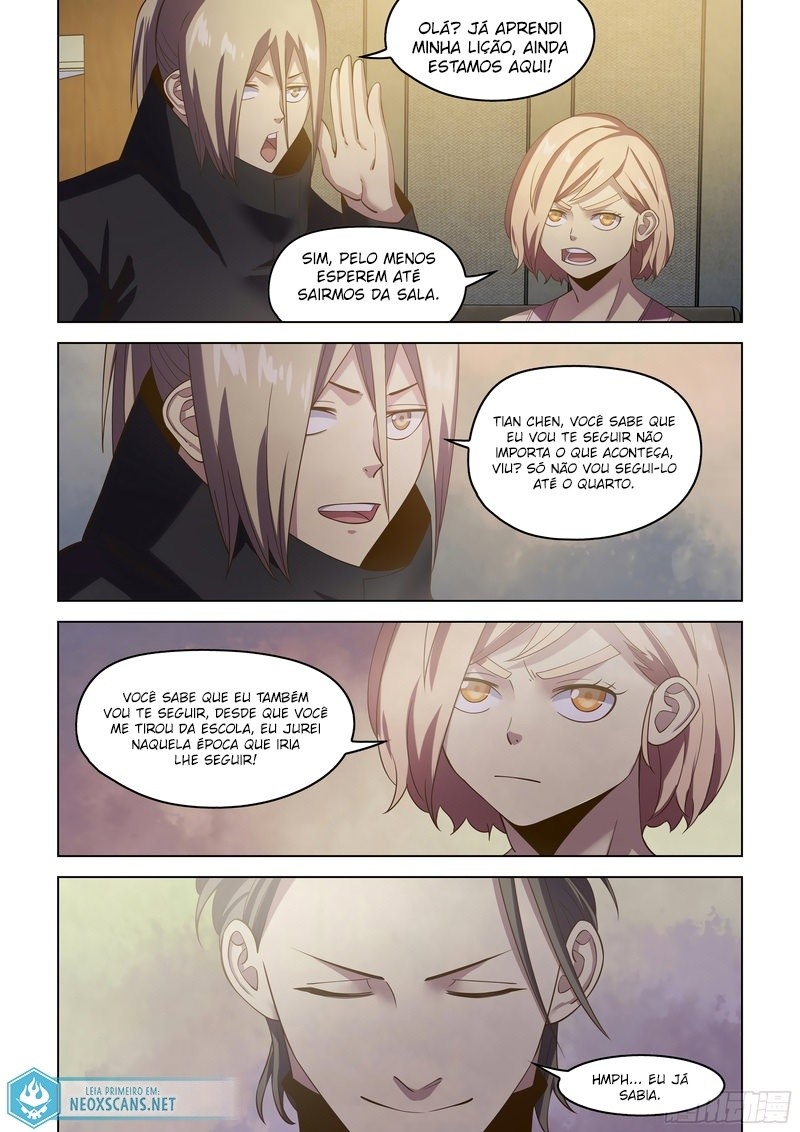 OLÁ? JÁ APRENDI
MINHA LIÇÃO, AINDA
ESTAMOS AQUI!
SIM, PELO MENOS
ESPEREM ATÉ
SAIRMOS DA SALA.
TIAN CHEN, VOCÊ SABE QUE
EU VOU TE SEGUIR NÃO
IMPORTA O QUE ACONTEÇA,
VIU? SÓ NÃO VOU SEGUI-LO
ATÉ O QUARTO.
VOCÊ SABE QUE EU TAMBÉM
VOU TE SEGUIR, DESDE QUE VOCÊ
ME TIROU DA ESCOLA, EU JUREI
NAQUELA ÉPOCA QUE IRIA
LHE SEGUIR!
HMPH... EU JÁ
SABIA.
LEIA PRIMEIRO EM:
NEOXSCANS.NET